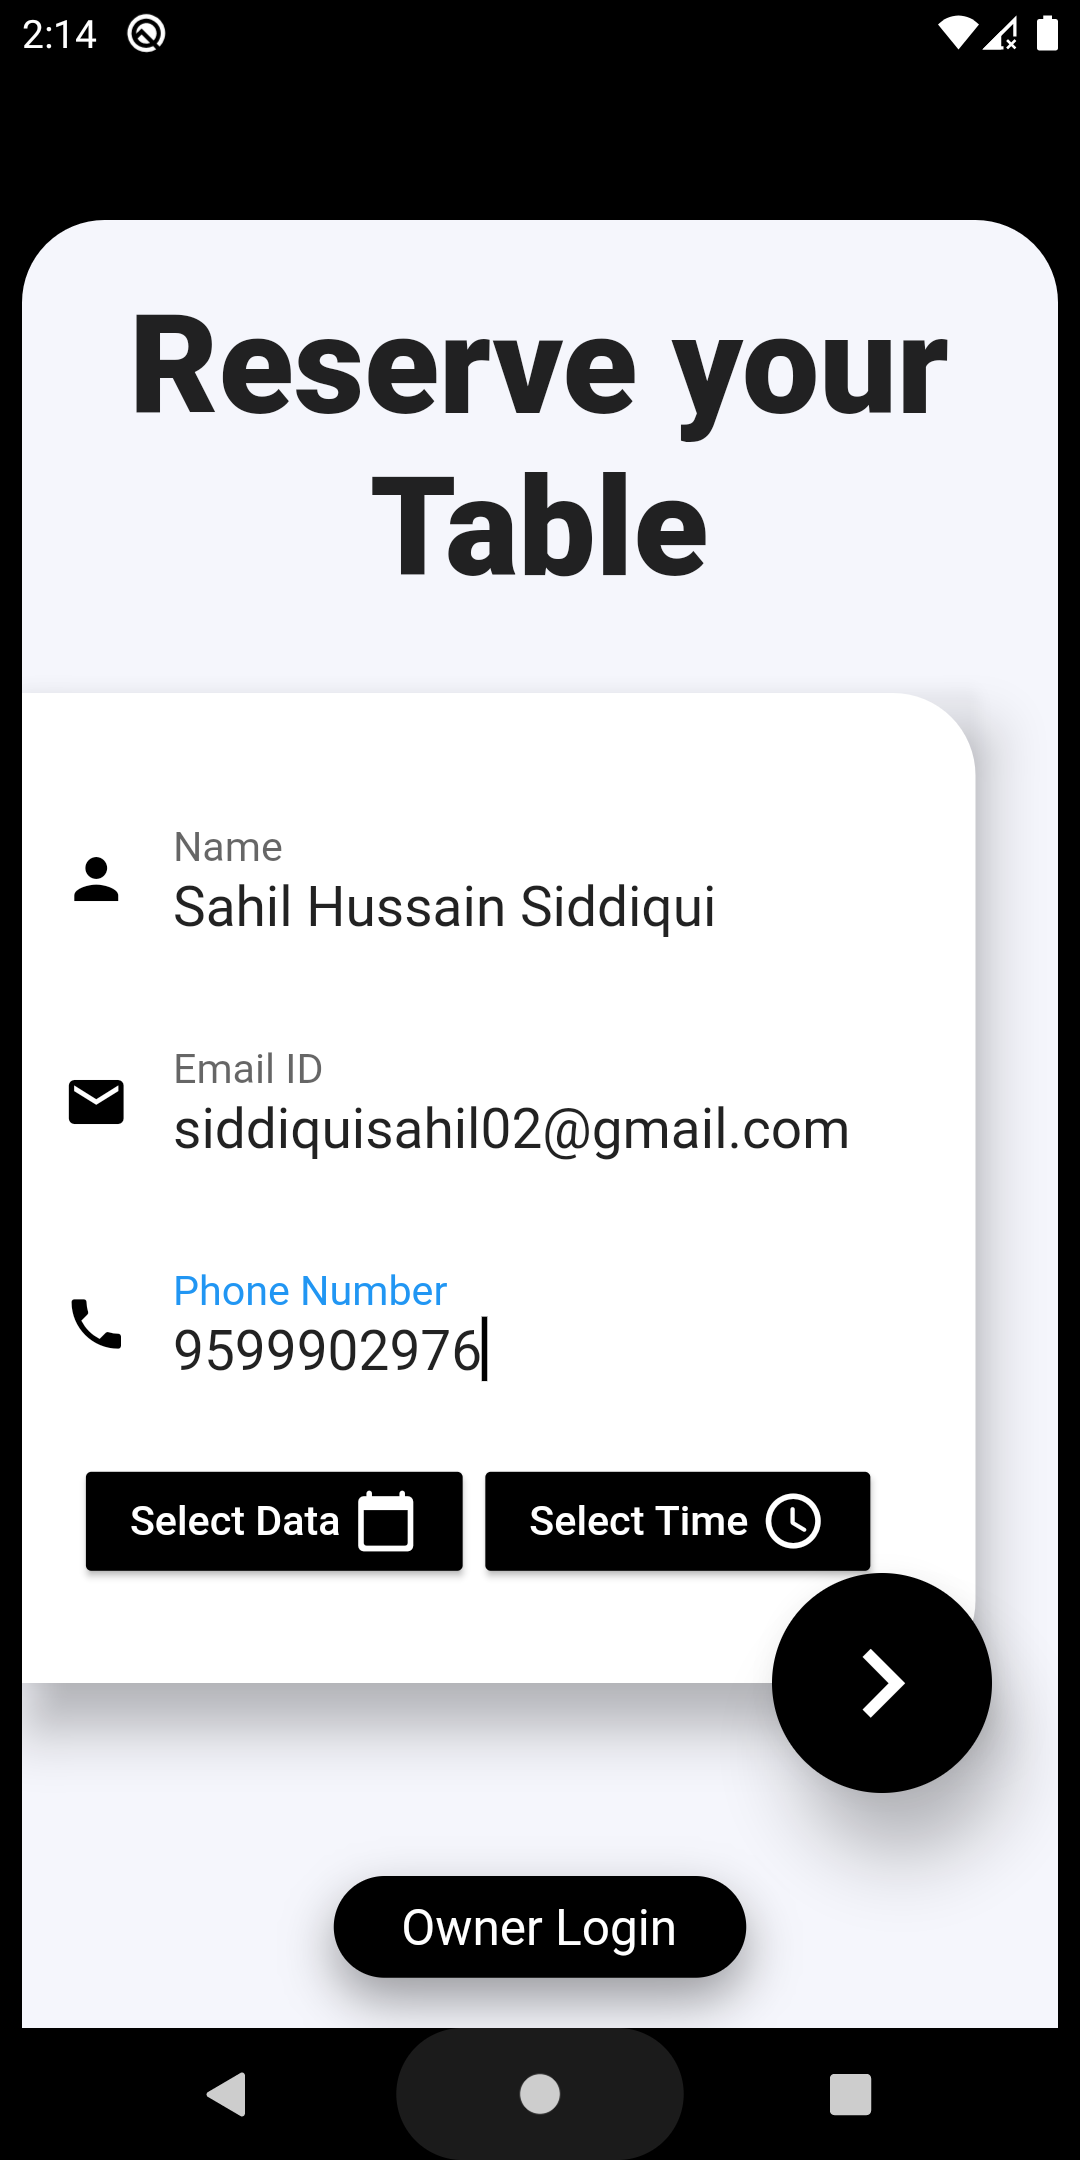 2:14
Reserve your
Table
Name
Sahil Hussain Siddiqui
Email ID
siddiquisahil02@gmail.com
Phone Number
9599902976
Select Data
Select Time
Owner Login